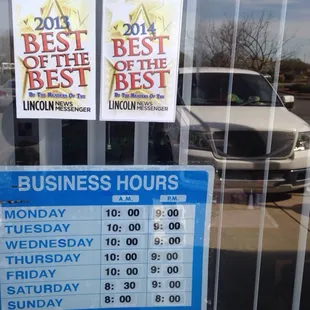 2013
BEST
OF THE
BEST
BY THE READERS OF THE
LINCOLN NEWS
MESSENGER
2014
BEST
OF THE
BEST
BY THE READERS OF THE
LINCOLN NEWS
MESSENGER
BUSINESS HOURS
A.M. P.M.
MONDAY 10:00 9:00
TUESDAY 10:00 9:00
WEDNESDAY 10:00 9:00
THURSDAY 10:00 9:00
FRIDAY 10:00 9:00
SATURDAY 8:30 9:00
SUNDAY 8:00 8:00